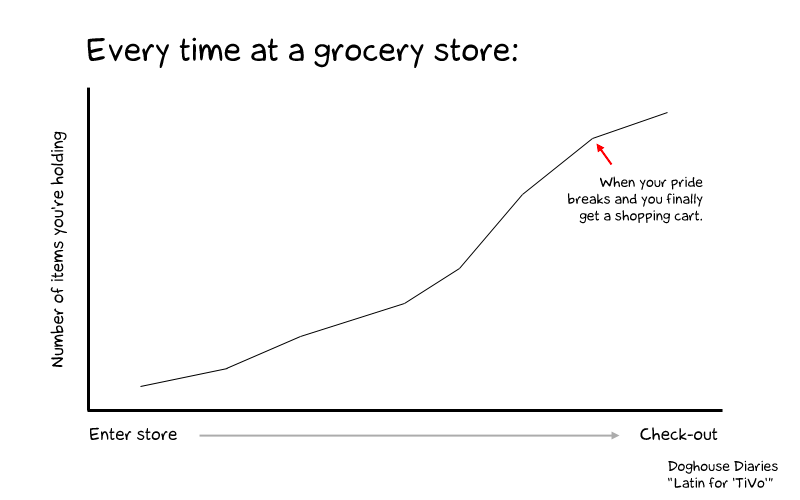 Every time at a grocery store:
Number of items you're holding
When your pride
breaks and you finally
get a shopping cart.
Enter store
Check-out
Doghouse Diaries
"Latin for 'TiVo'"